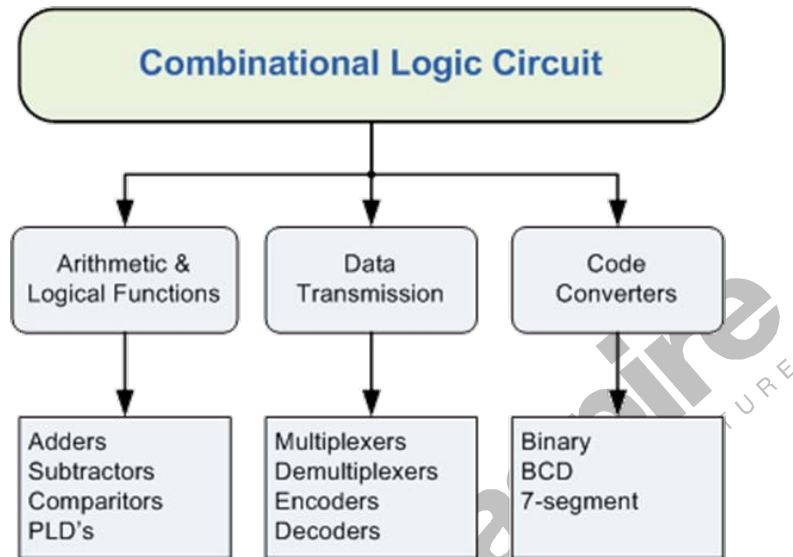 Combinational Logic Circuit
Arithmetic &
Logical Functions
Data
Transmission
Code
Converters
Adders
Subtractors
Comparitors
PLD's
Multiplexers
Demultiplexers
Encoders
Decoders
Binary
BCD
7-segment